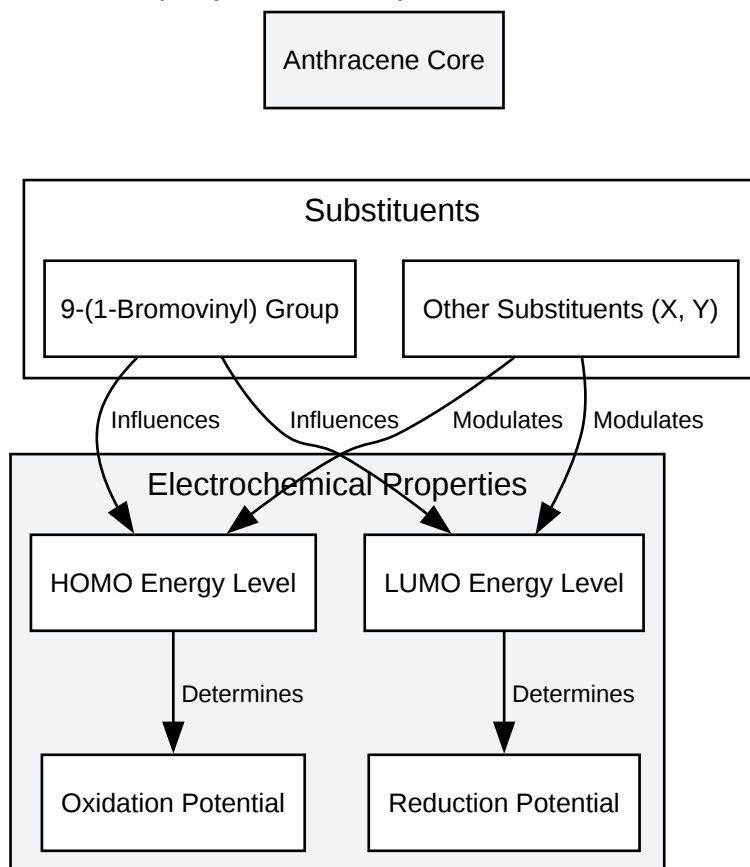 Anthracene Core
Substituents
9-(1-Bromovinyl) Group
Other Substituents (X, Y)
Influences
Influences
Modulates
Modulates
Electrochemical Properties
HOMO Energy Level
LUMO Energy Level
Determines
Determines
Oxidation Potential
Reduction Potential